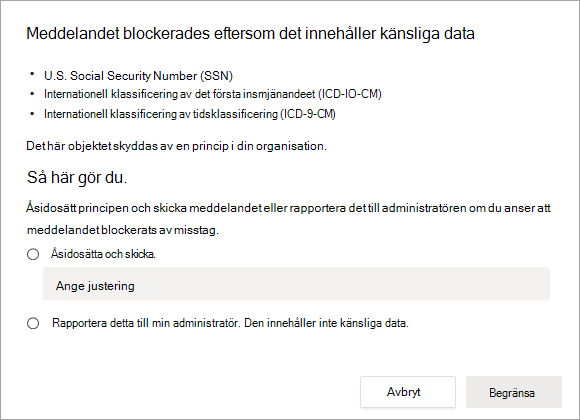 Meddelandet blockerades eftersom det innehåller känsliga data
• U.S. Social Security Number (SSN)
• Internationell klassificering av det första insmjänandeet (ICD-IO-CM)
• Internationell klassificering av tidsklassificering (ICD-9-CM)
Det här objektet skyddas av en princip i din organisation.
Så här gör du.
Åsidosätt principen och skicka meddelandet eller rapportera det till administratören om du anser att
meddelandet blockerats av misstag.
Åsidosätta och skicka.
Ange justering
Rapportera detta till min administratör. Den innehåller inte känsliga data.
Avbryt
Begränsa